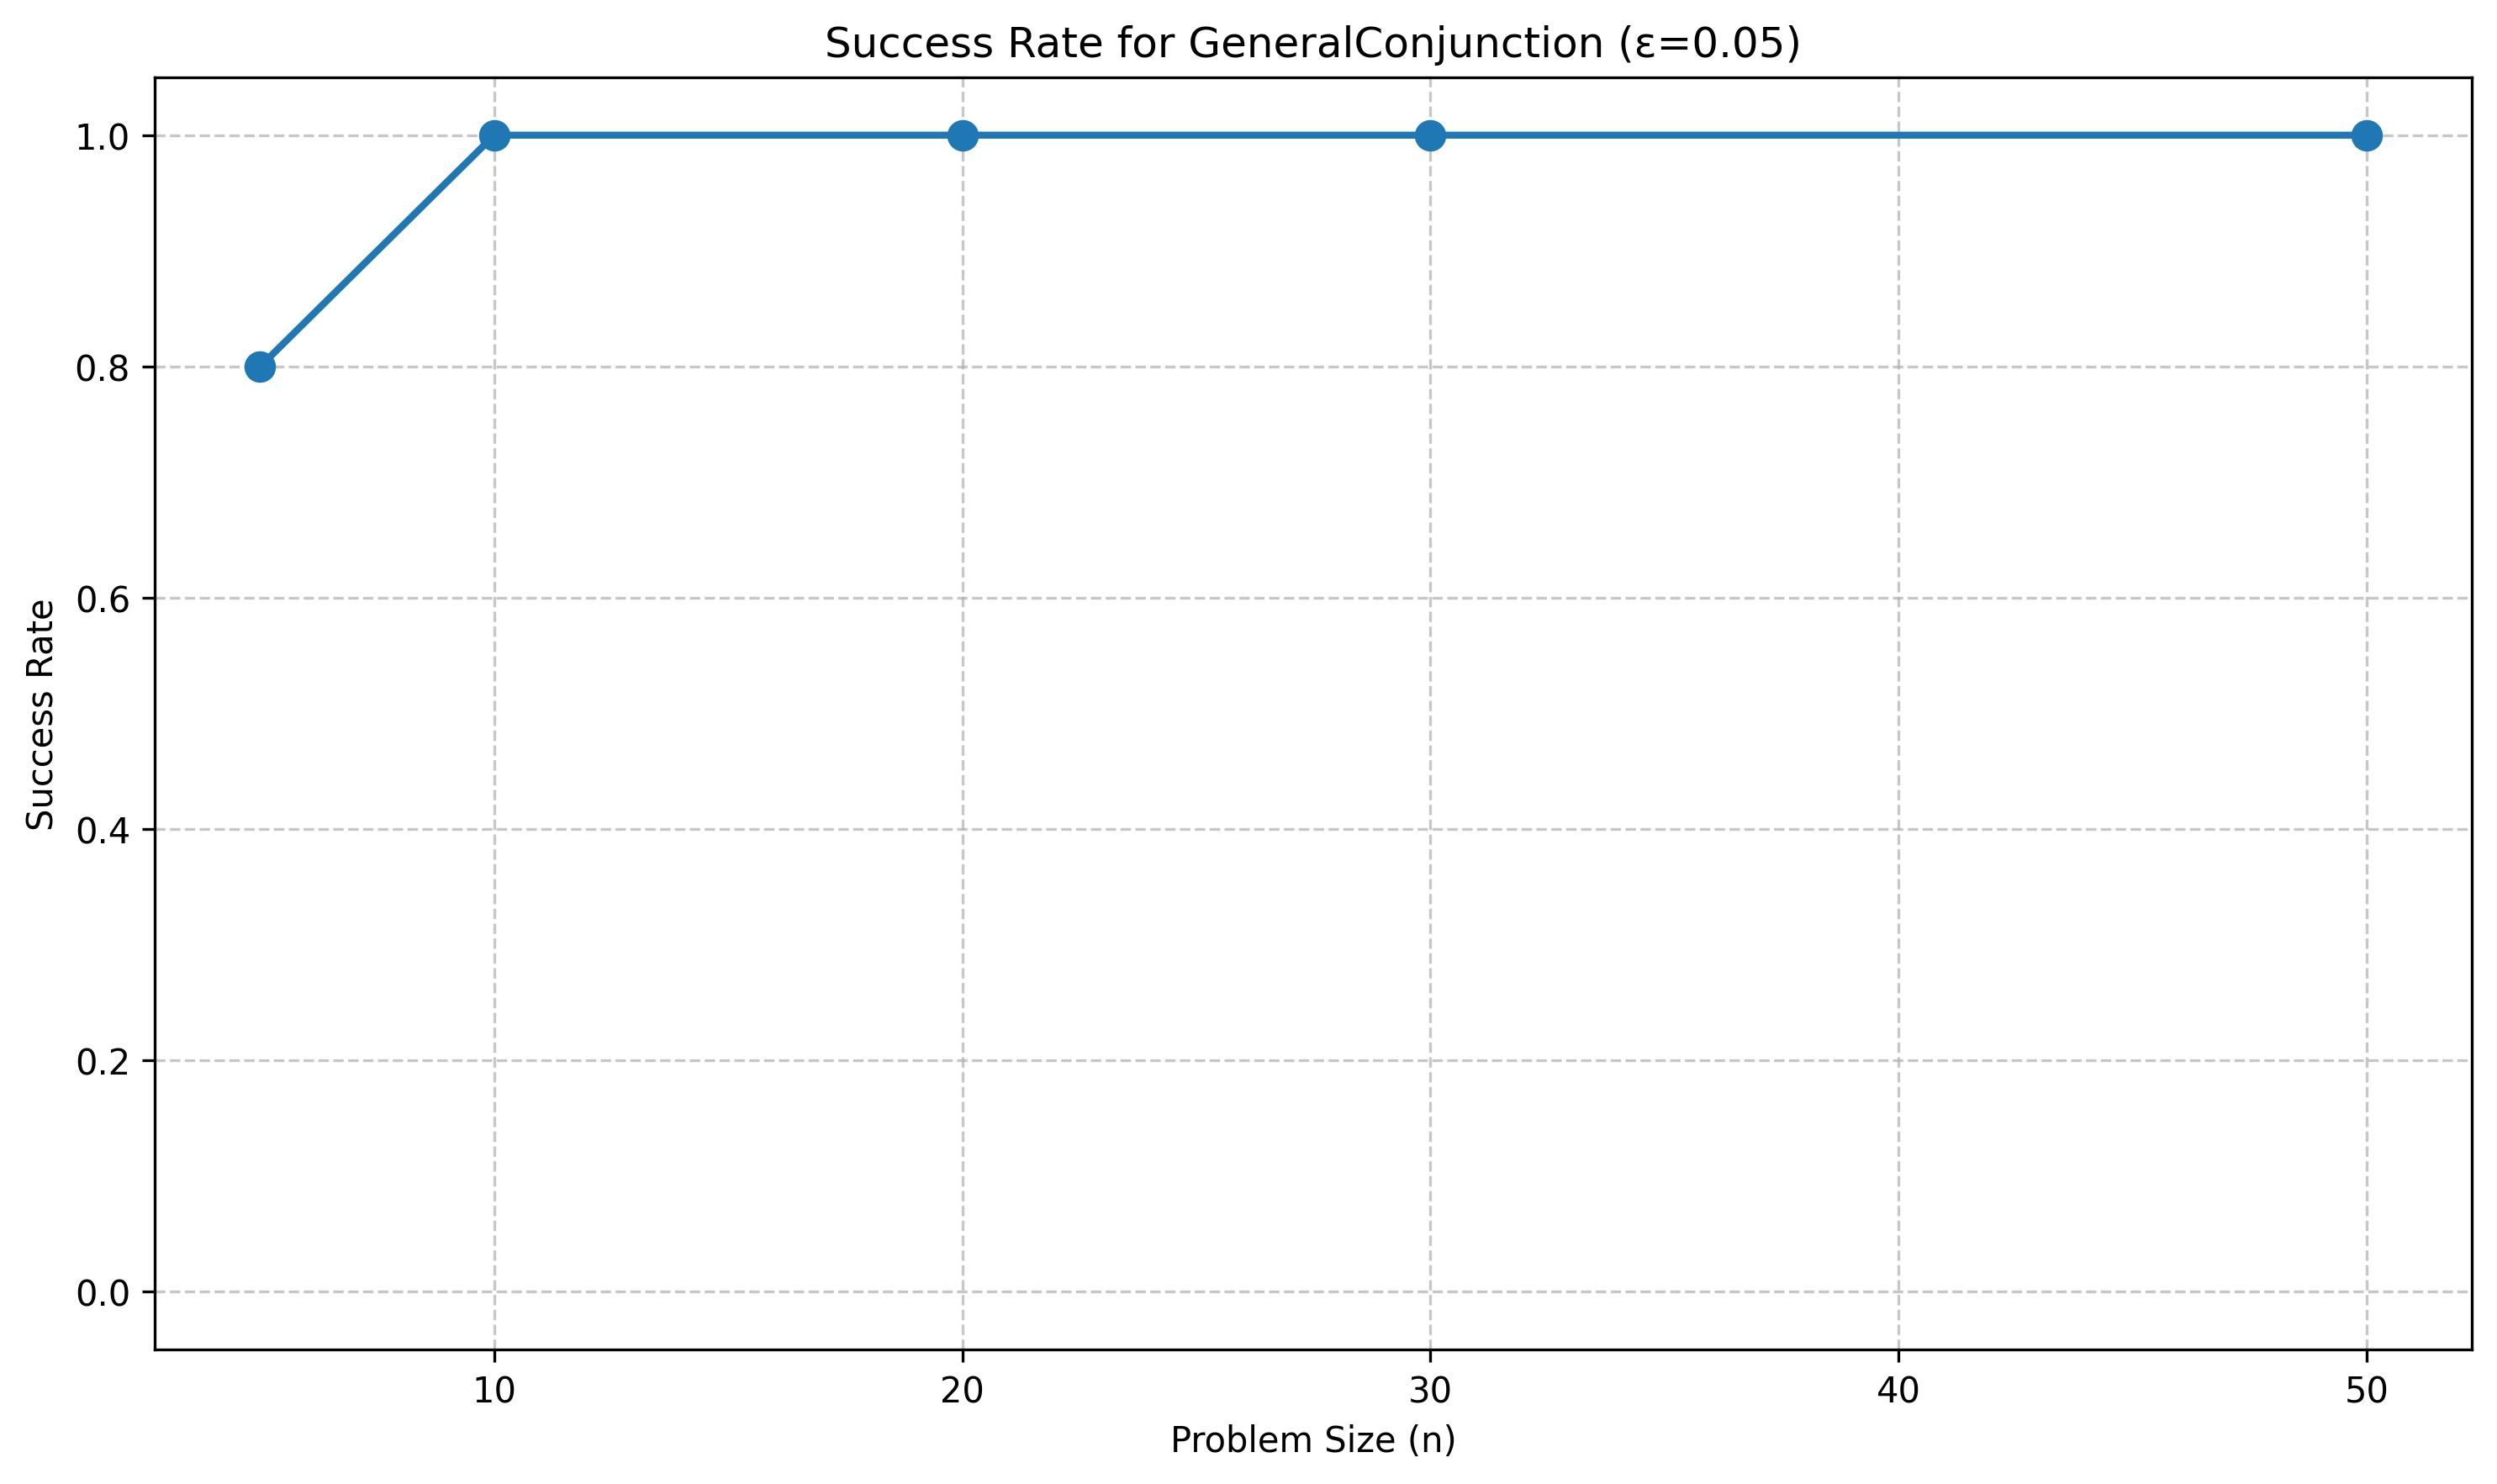 Success Rate for GeneralConjunction (ε=0.05)
Success Rate
1.0
0.8
0.6
0.4
0.2
0.0
10 20 30 40 50
Problem Size (n)